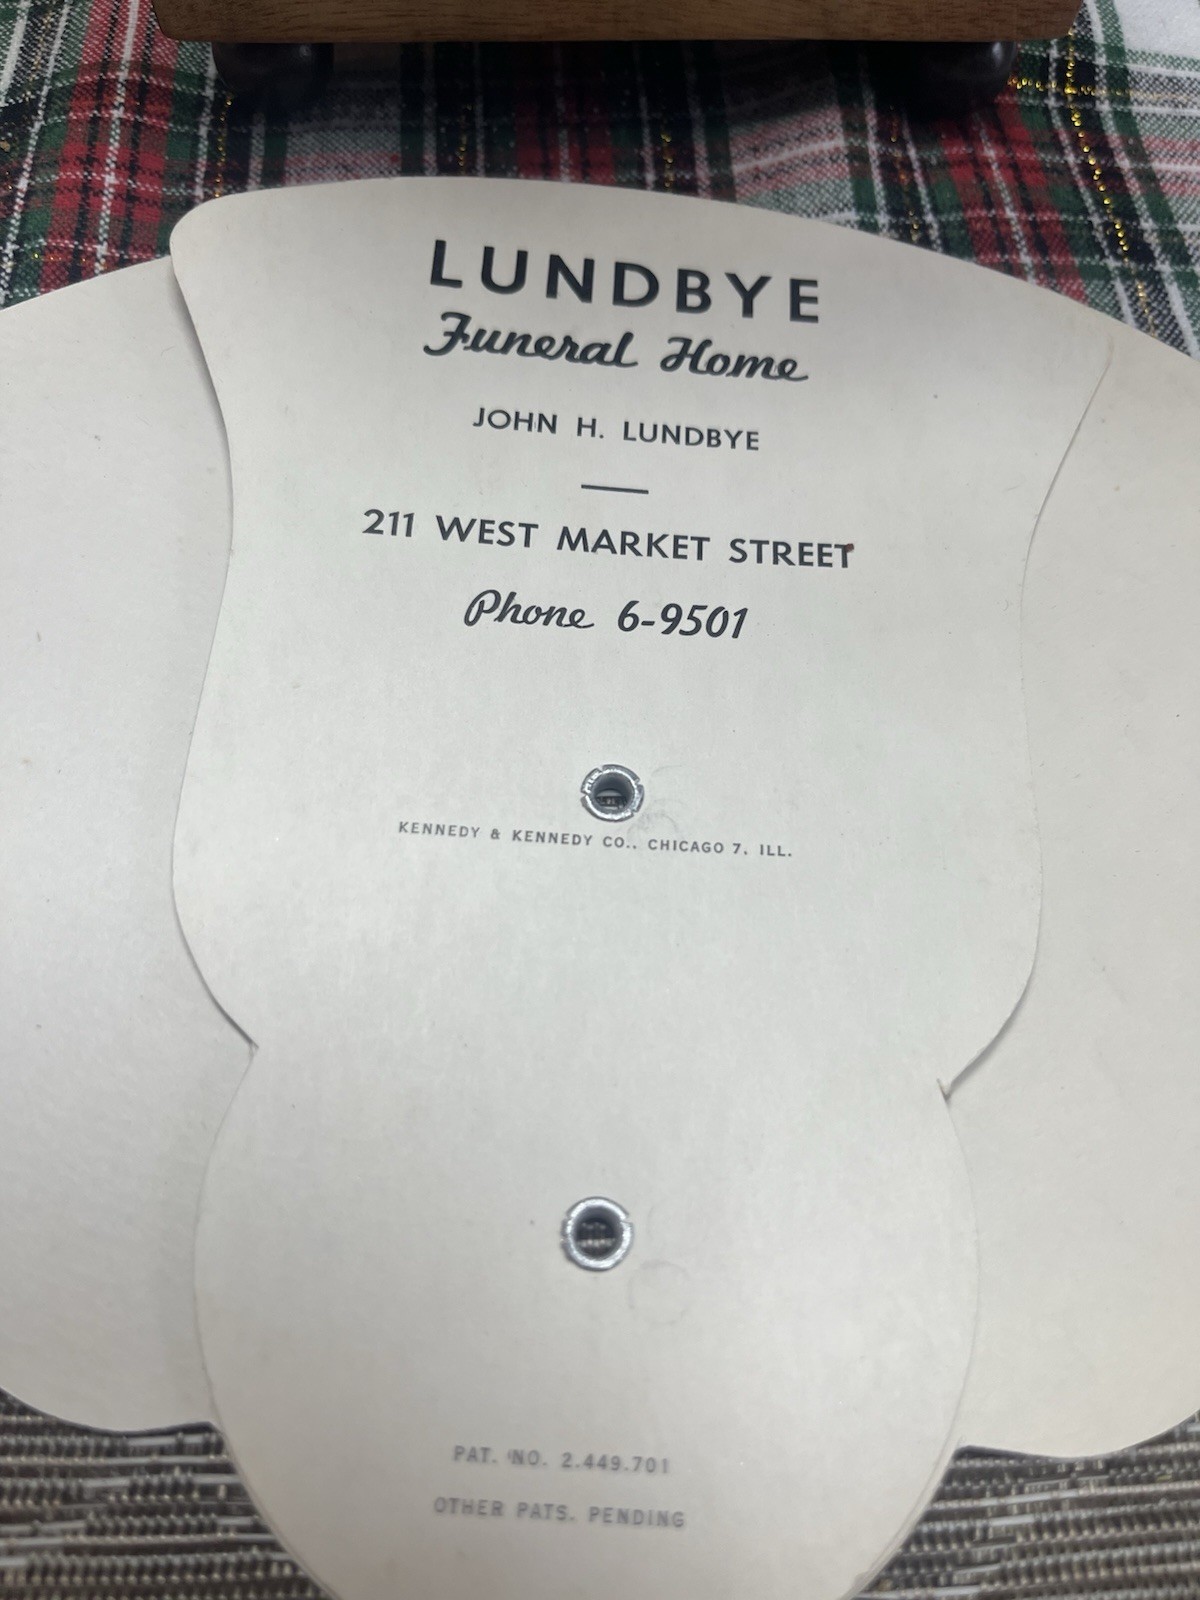 LUNDBYE
Funeral Home
JOHN H. LUNDBYE
211 WEST MARKET STREET
Phone 6-9501
KENNEDY & KENNEDY CO., CHICAGO 7, ILL.
PAT. NO. 2.449.701
OTHER PATS. PENDING